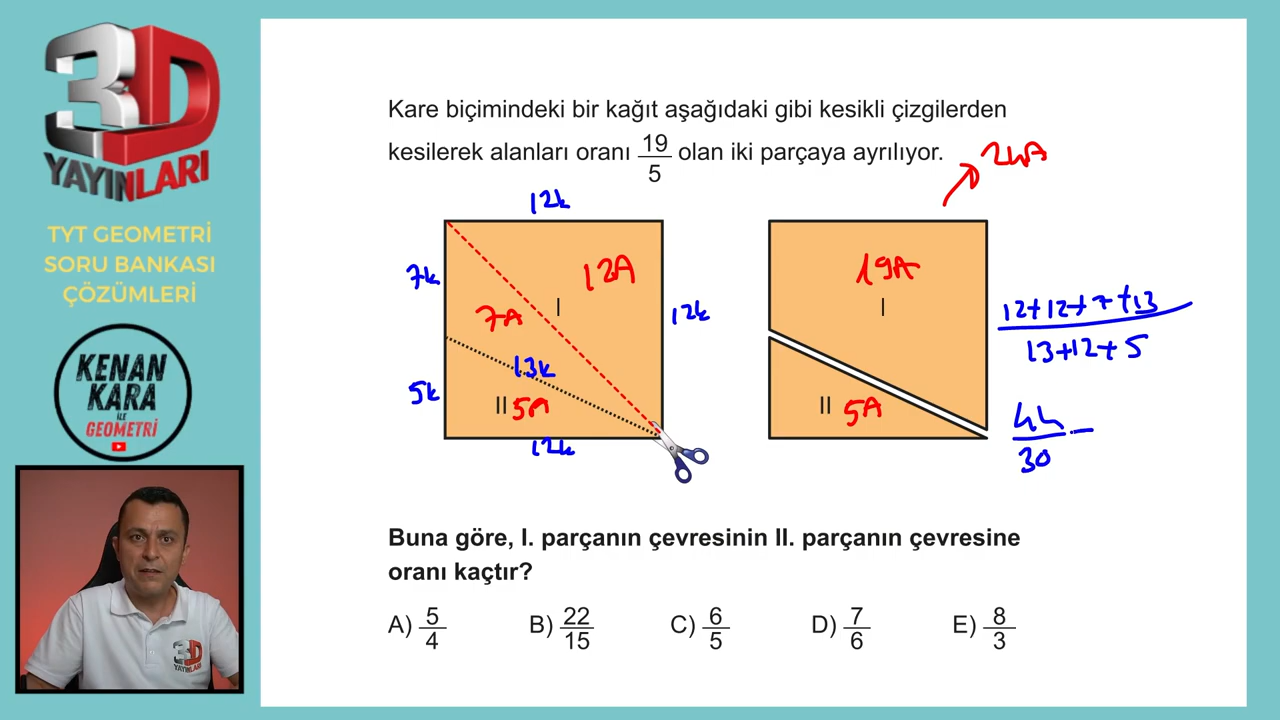 3D
YAYINLARI
TYT GEOMETRİ
SORU BANKASI
ÇÖZÜMLERİ
KENAN
KARA
İLE
GEOMETRİ
3D
YAYINLARI
Kare biçimindeki bir kağıt aşağıdaki gibi kesikli çizgilerden
kesilerek alanları oranı 19/5 olan iki parçaya ayrılıyor.
24A
12k
7k
12A
7A
I
12k
13k
5k
II 5A
12k
19A
I
II 5A
12+12+7+13
13+12+5
44
30
=
Buna göre, I. parçanın çevresinin II. parçanın çevresine
oranı kaçtır?
A) 5/4 B) 22/15 C) 6/5 D) 7/6 E) 8/3